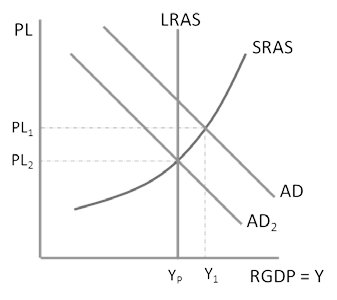 PL
LRAS
SRAS
PL₁
PL₂
AD
AD₂
Yₚ
Y₁
RGDP = Y